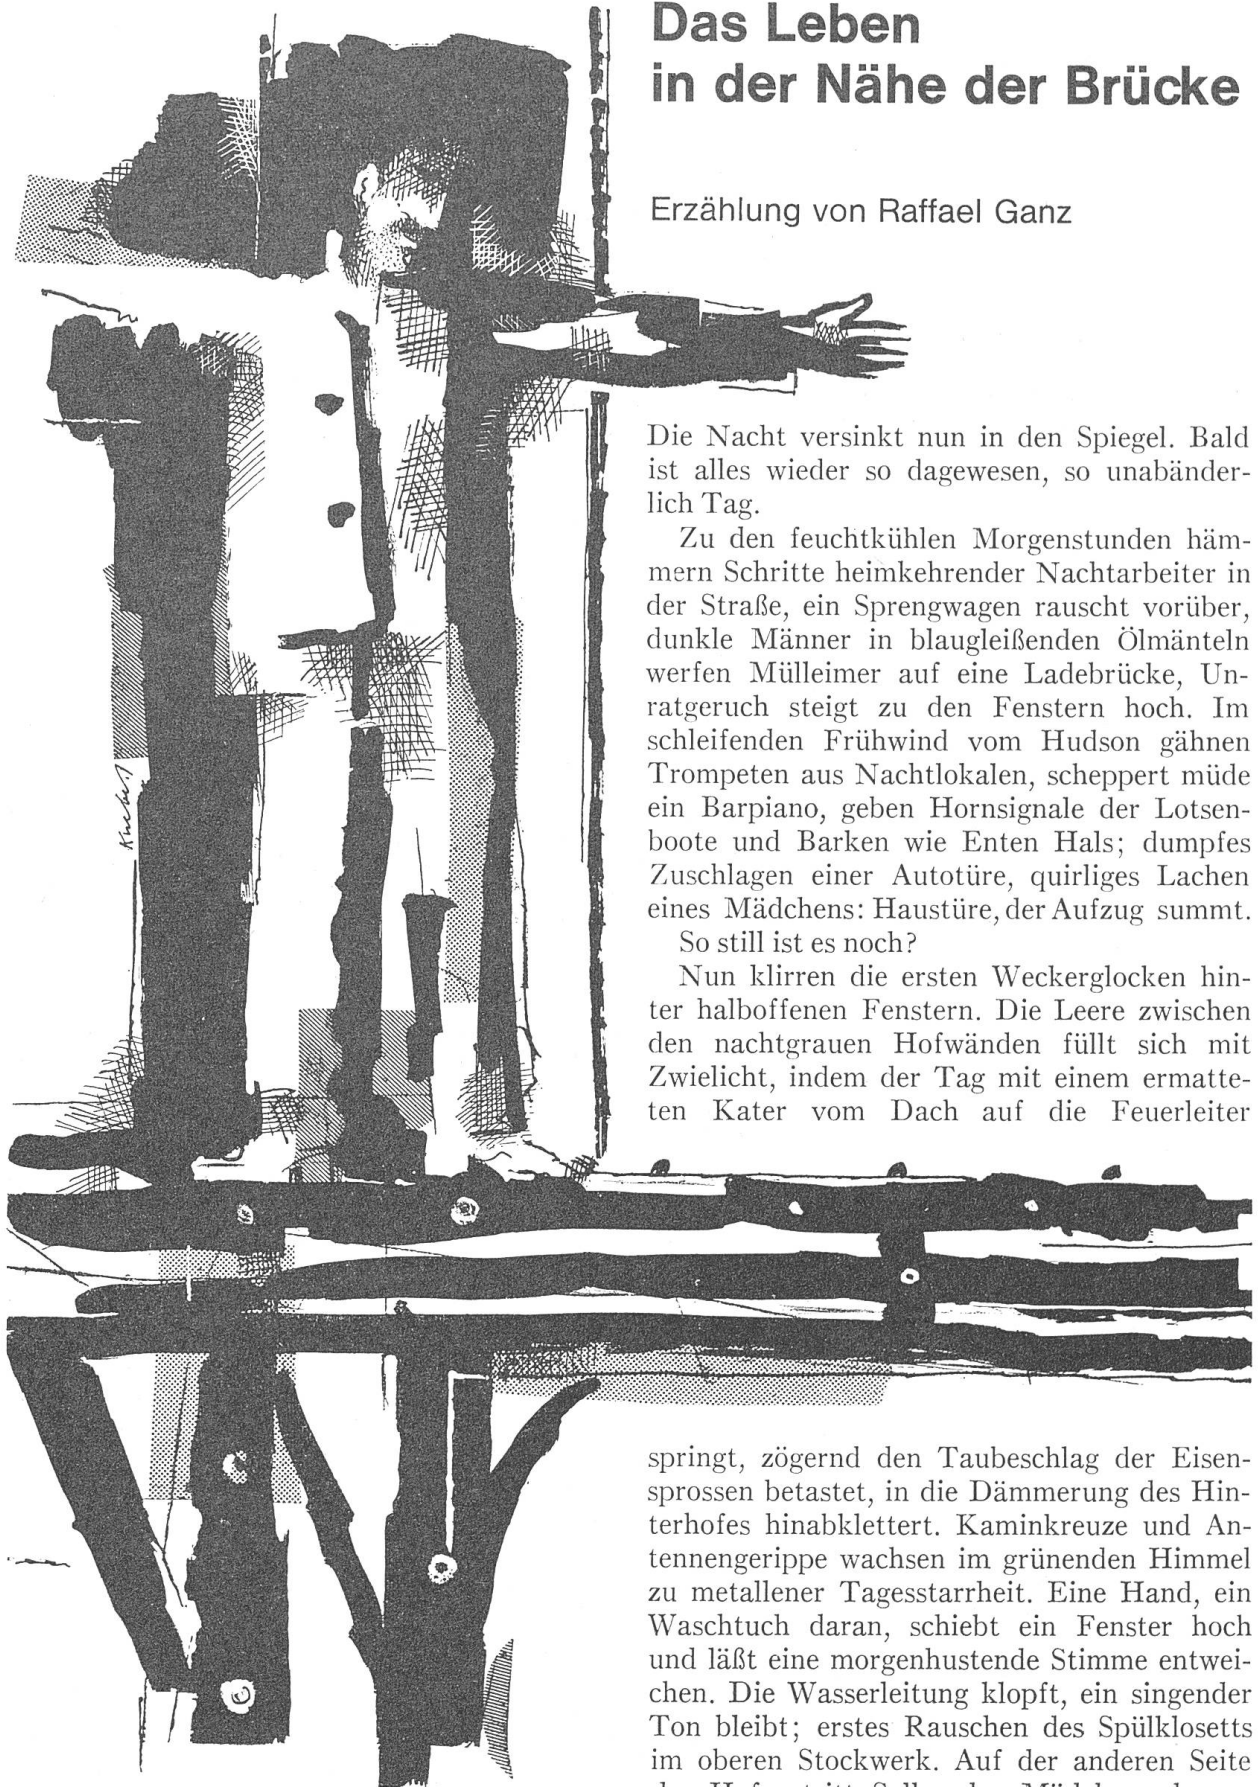 Das Leben
in der Nähe der Brücke
Erzählung von Raffael Ganz
Die Nacht versinkt nun in den Spiegel. Bald
ist alles wieder so dagewesen, so unabänder-
lich Tag.
Zu den feuchtkühlen Morgenstunden häm-
mern Schritte heimkehrender Nachtarbeiter in
der Straße, ein Sprengwagen rauscht vorüber,
dunkle Männer in blaugleißenden Ölmänteln
werfen Mülleimer auf eine Ladebrücke, Un-
ratgeruch steigt zu den Fenstern hoch. Im
schleifenden Frühwind vom Hudson gähnen
Trompeten aus Nachtlokalen, scheppert müde
ein Barpiano, geben Hornsignale der Lotsen-
boote und Barken wie Enten Hals; dumpfes
Zuschlagen einer Autotüre, quirliges Lachen
eines Mädchens: Haustüre, der Aufzug summt.
So still ist es noch?
Nun klirren die ersten Weckerglocken hin-
ter halboffenen Fenstern. Die Leere zwischen
den nachtgrauen Hofwänden füllt sich mit
Zwielicht, indem der Tag mit einem ermatte-
ten Kater vom Dach auf die Feuerleiter
springt, zögernd den Taubeschlag der Eisen-
sprossen betastet, in die Dämmerung des Hin-
terhofes hinabklettert. Kaminkreuze und An-
tennengerippe wachsen im grünenden Himmel
zu metallener Tagesstarrheit. Eine Hand, ein
Waschtuch daran, schiebt ein Fenster hoch
und läßt eine morgenhustende Stimme entwei-
chen. Die Wasserleitung klopft, ein singender
Ton bleibt; erstes Rauschen des Spülklosetts
im oberen Stockwerk. Auf der anderen Seite